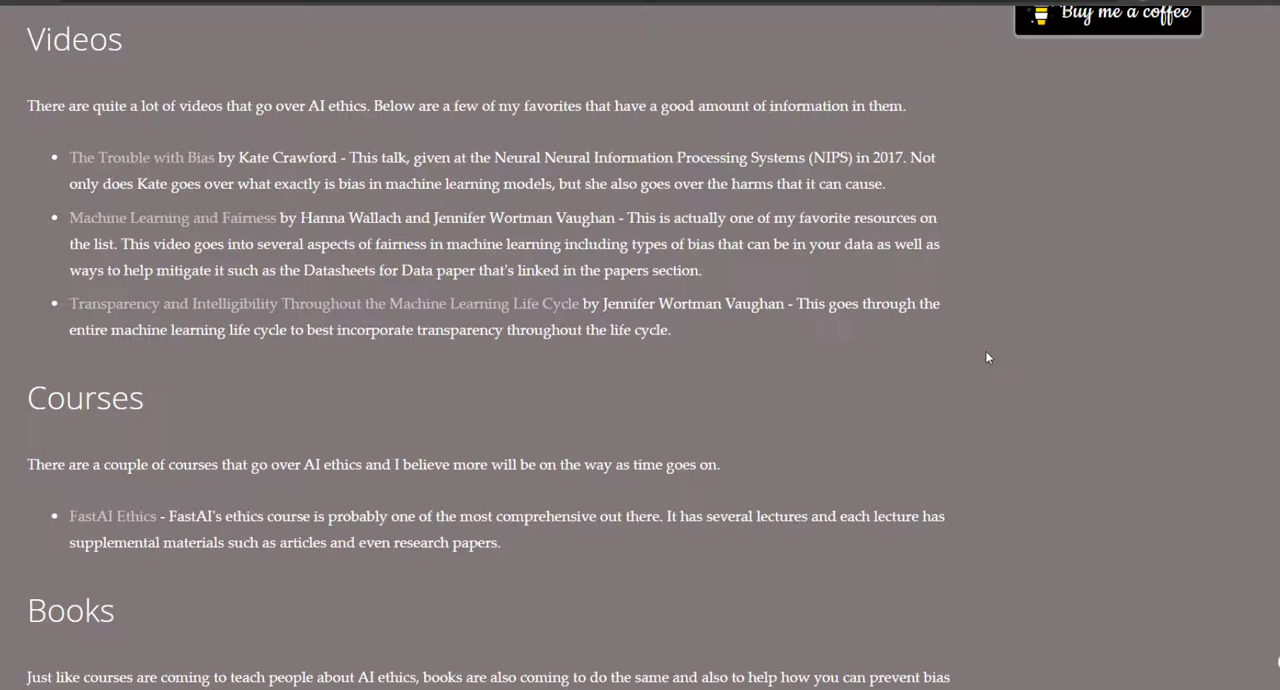 Buy me a coffee
Videos
There are quite a lot of videos that go over AI ethics. Below are a few of my favorites that have a good amount of information in them.
The Trouble with Bias by Kate Crawford - This talk, given at the Neural Neural Information Processing Systems (NIPS) in 2017. Not
only does Kate goes over what exactly is bias in machine learning models, but she also goes over the harms that it can cause.
Machine Learning and Fairness by Hanna Wallach and Jennifer Wortman Vaughan - This is actually one of my favorite resources on
the list. This video goes into several aspects of fairness in machine learning including types of bias that can be in your data as well as
ways to help mitigate it such as the Datasheets for Data paper that's linked in the papers section.
Transparency and Intelligibility Throughout the Machine Learning Life Cycle by Jennifer Wortman Vaughan - This goes through the
entire machine learning life cycle to best incorporate transparency throughout the life cycle.
Courses
There are a couple of courses that go over AI ethics and I believe more will be on the way as time goes on.
FastAI Ethics - FastAI's ethics course is probably one of the most comprehensive out there. It has several lectures and each lecture has
supplemental materials such as articles and even research papers.
Books
Just like courses are coming to teach people about AI ethics, books are also coming to do the same and also to help how you can prevent bias